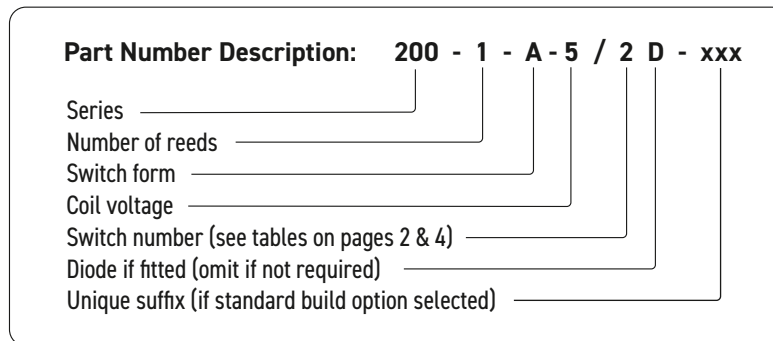 Part Number Description: 200 - 1 - A - 5 / 2 D - xxx
Series
Number of reeds
Switch form
Coil voltage
Switch number (see tables on pages 2 & 4)
Diode if fitted (omit if not required)
Unique suffix (if standard build option selected)